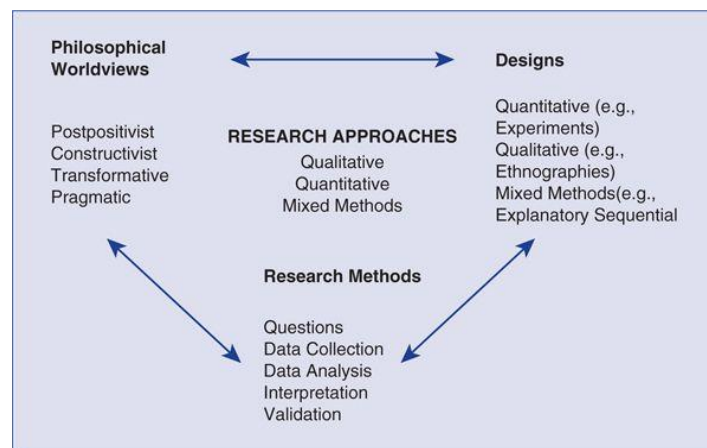 Philosophical
Worldviews
Designs
Postpositivist
Constructivist
Transformative
Pragmatic
RESEARCH APPROACHES
Qualitative
Quantitative
Mixed Methods
Quantitative (e.g.,
Experiments)
Qualitative (e.g.,
Ethnographies)
Mixed Methods(e.g.,
Explanatory Sequential
Research Methods
Questions
Data Collection
Data Analysis
Interpretation
Validation